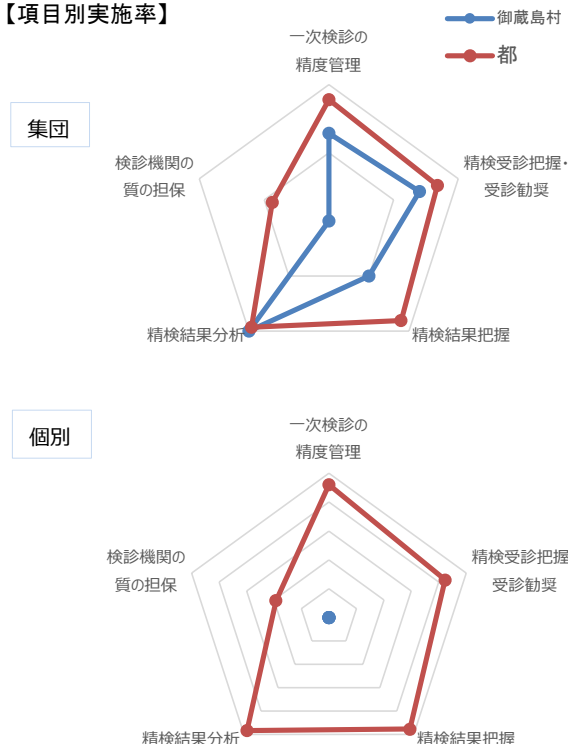 【項目別実施率】
御蔵島村
都
集団
一次検診の
精度管理
精検受診把握・
受診勧奨
検診機関の
質の担保
精検結果分析
精検結果把握
個別
一次検診の
精度管理
精検受診把握
受診勧奨
検診機関の
質の担保
精検結果分析
精検結果把握